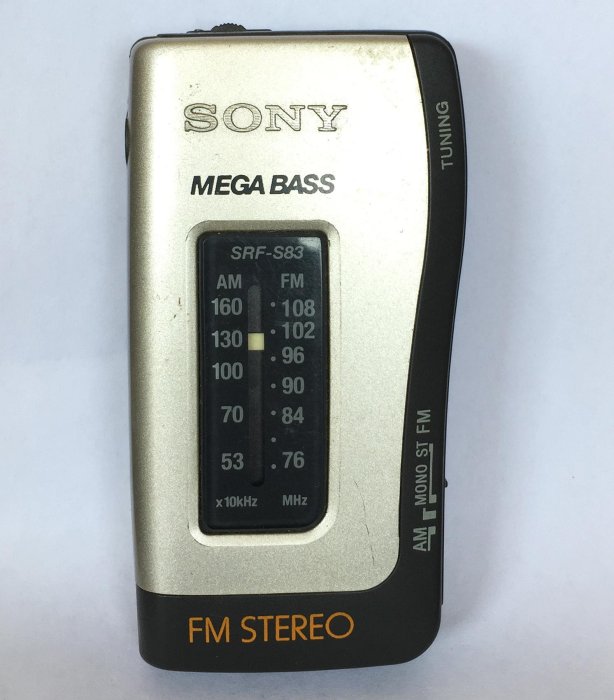 SONY
MEGA BASS
SRF-S83
AM FM
160 108
130 102
100 96
90
70 84
53 76
x10kHz MHz
FM STEREO
TUNING
AM MONO ST FM